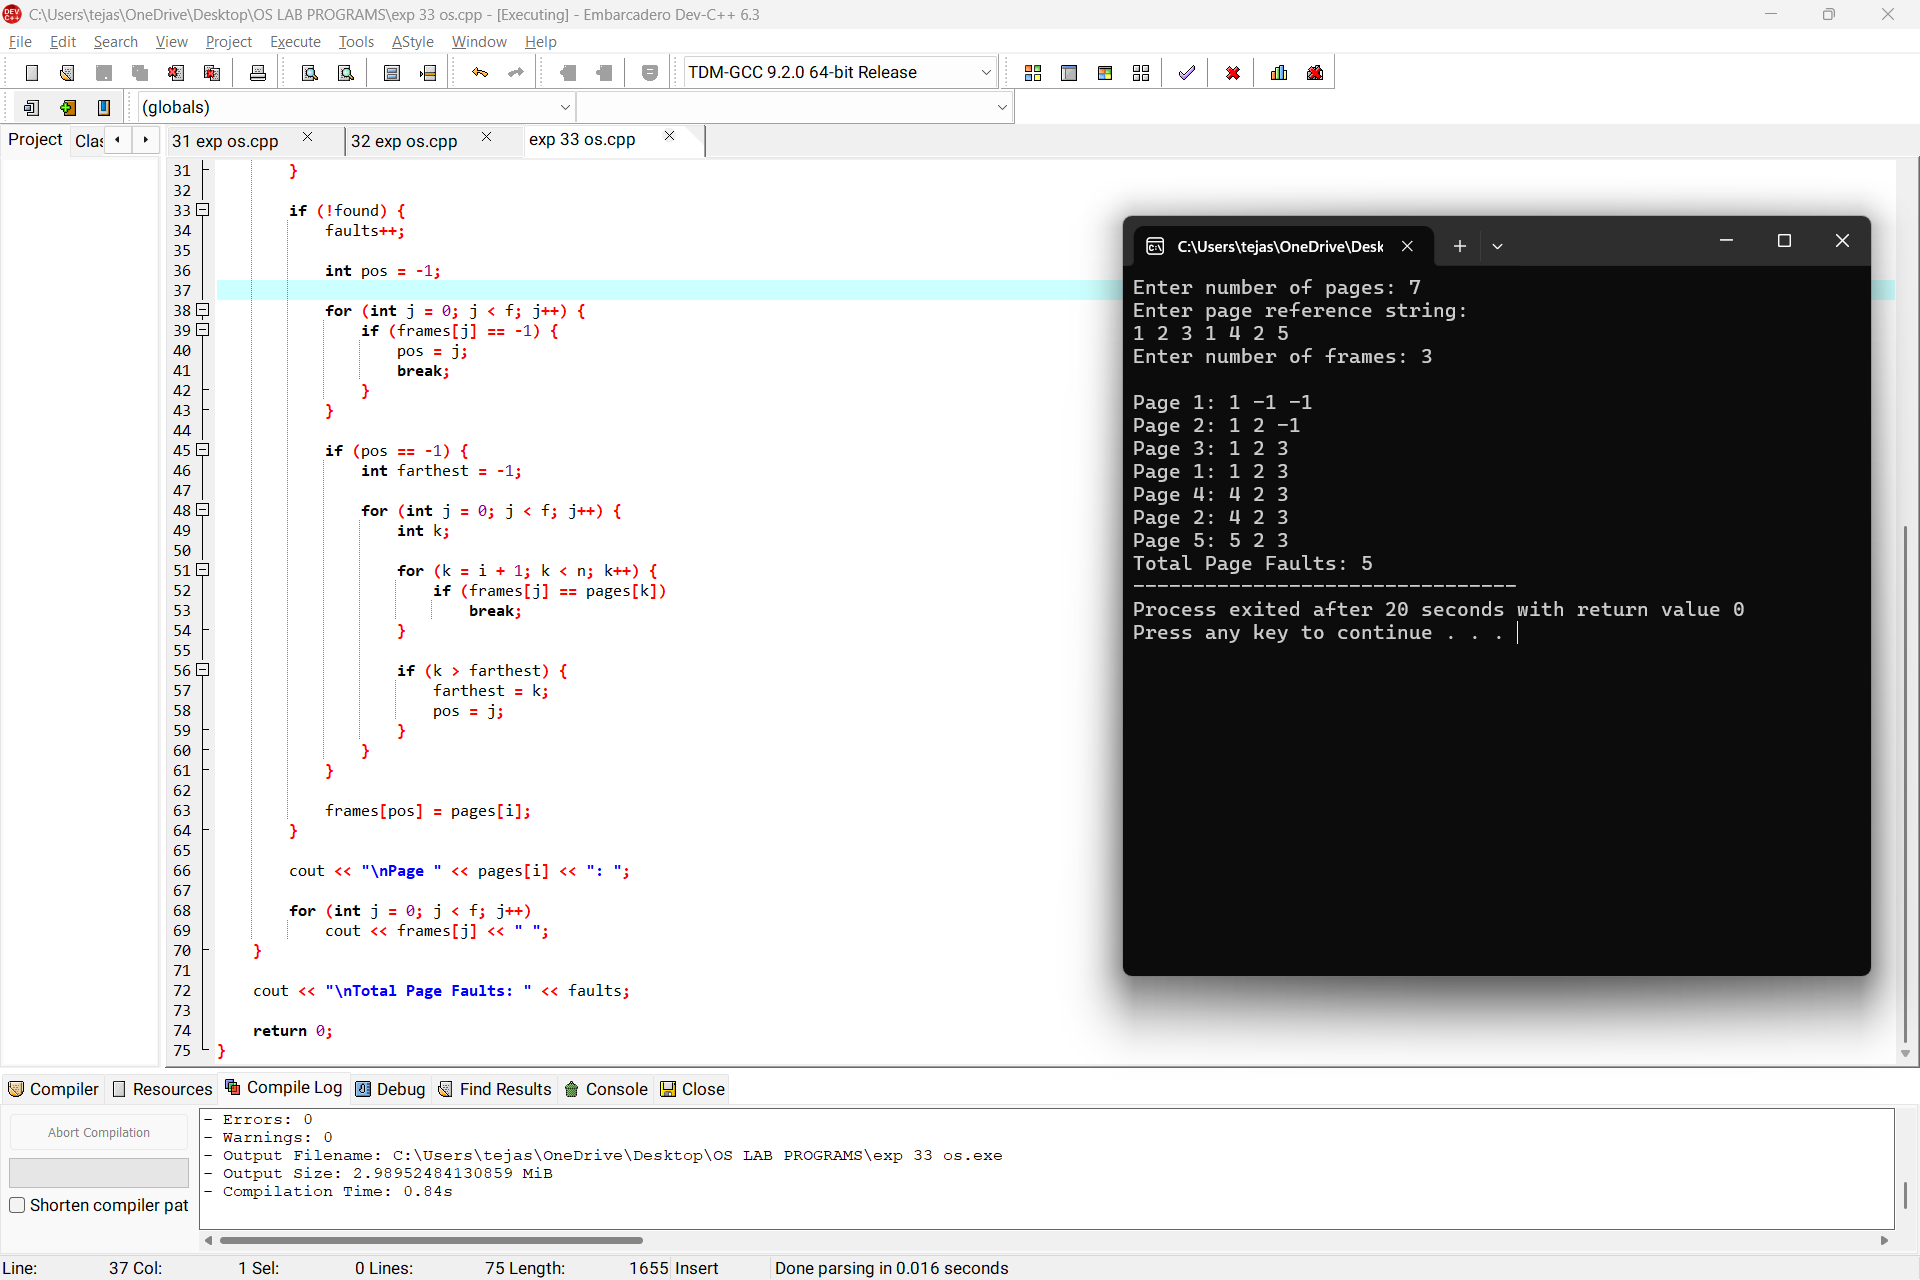 C:\Users\tejas\OneDrive\Desktop\OS LAB PROGRAMS\exp 33 os.cpp - [Executing] - Embarcadero Dev-C++ 6.3
File Edit Search View Project Execute Tools AStyle Window Help
TDM-GCC 9.2.0 64-bit Release
(globals)
Project Clas 31 exp os.cpp 32 exp os.cpp exp 33 os.cpp
31 }
32
33 if (!found) {
34 faults++;
35
36 int pos = -1;
37
38 for (int j = 0; j < f; j++) {
39 if (frames[j] == -1) {
40 pos = j;
41 break;
42 }
43 }
44
45 if (pos == -1) {
46 int farthest = -1;
47
48 for (int j = 0; j < f; j++) {
49 int k;
50
51 for (k = i + 1; k < n; k++) {
52 if (frames[j] == pages[k])
53 break;
54 }
55
56 if (k > farthest) {
57 farthest = k;
58 pos = j;
59 }
60 }
61 }
62
63 frames[pos] = pages[i];
64 }
65
66 cout << "\nPage " << pages[i] << ": ";
67
68 for (int j = 0; j < f; j++)
69 cout << frames[j] << " ";
70 }
71
72 cout << "\nTotal Page Faults: " << faults;
73
74 return 0;
75 }
C:\Users\tejas\OneDrive\Desk
Enter number of pages: 7
Enter page reference string:
1 2 3 1 4 2 5
Enter number of frames: 3
Page 1: 1 -1 -1
Page 2: 1 2 -1
Page 3: 1 2 3
Page 1: 1 2 3
Page 4: 4 2 3
Page 2: 4 2 3
Page 5: 5 2 3
Total Page Faults: 5
--------------------------------
Process exited after 20 seconds with return value 0
Press any key to continue . . .
Compiler Resources Compile Log Debug Find Results Console Close
Abort Compilation
Shorten compiler pat
- Errors: 0
- Warnings: 0
- Output Filename: C:\Users\tejas\OneDrive\Desktop\OS LAB PROGRAMS\exp 33 os.exe
- Output Size: 2.98952484130859 MiB
- Compilation Time: 0.84s
Line: 37 Col: 1 Sel: 0 Lines: 75 Length: 1655 Insert Done parsing in 0.016 seconds